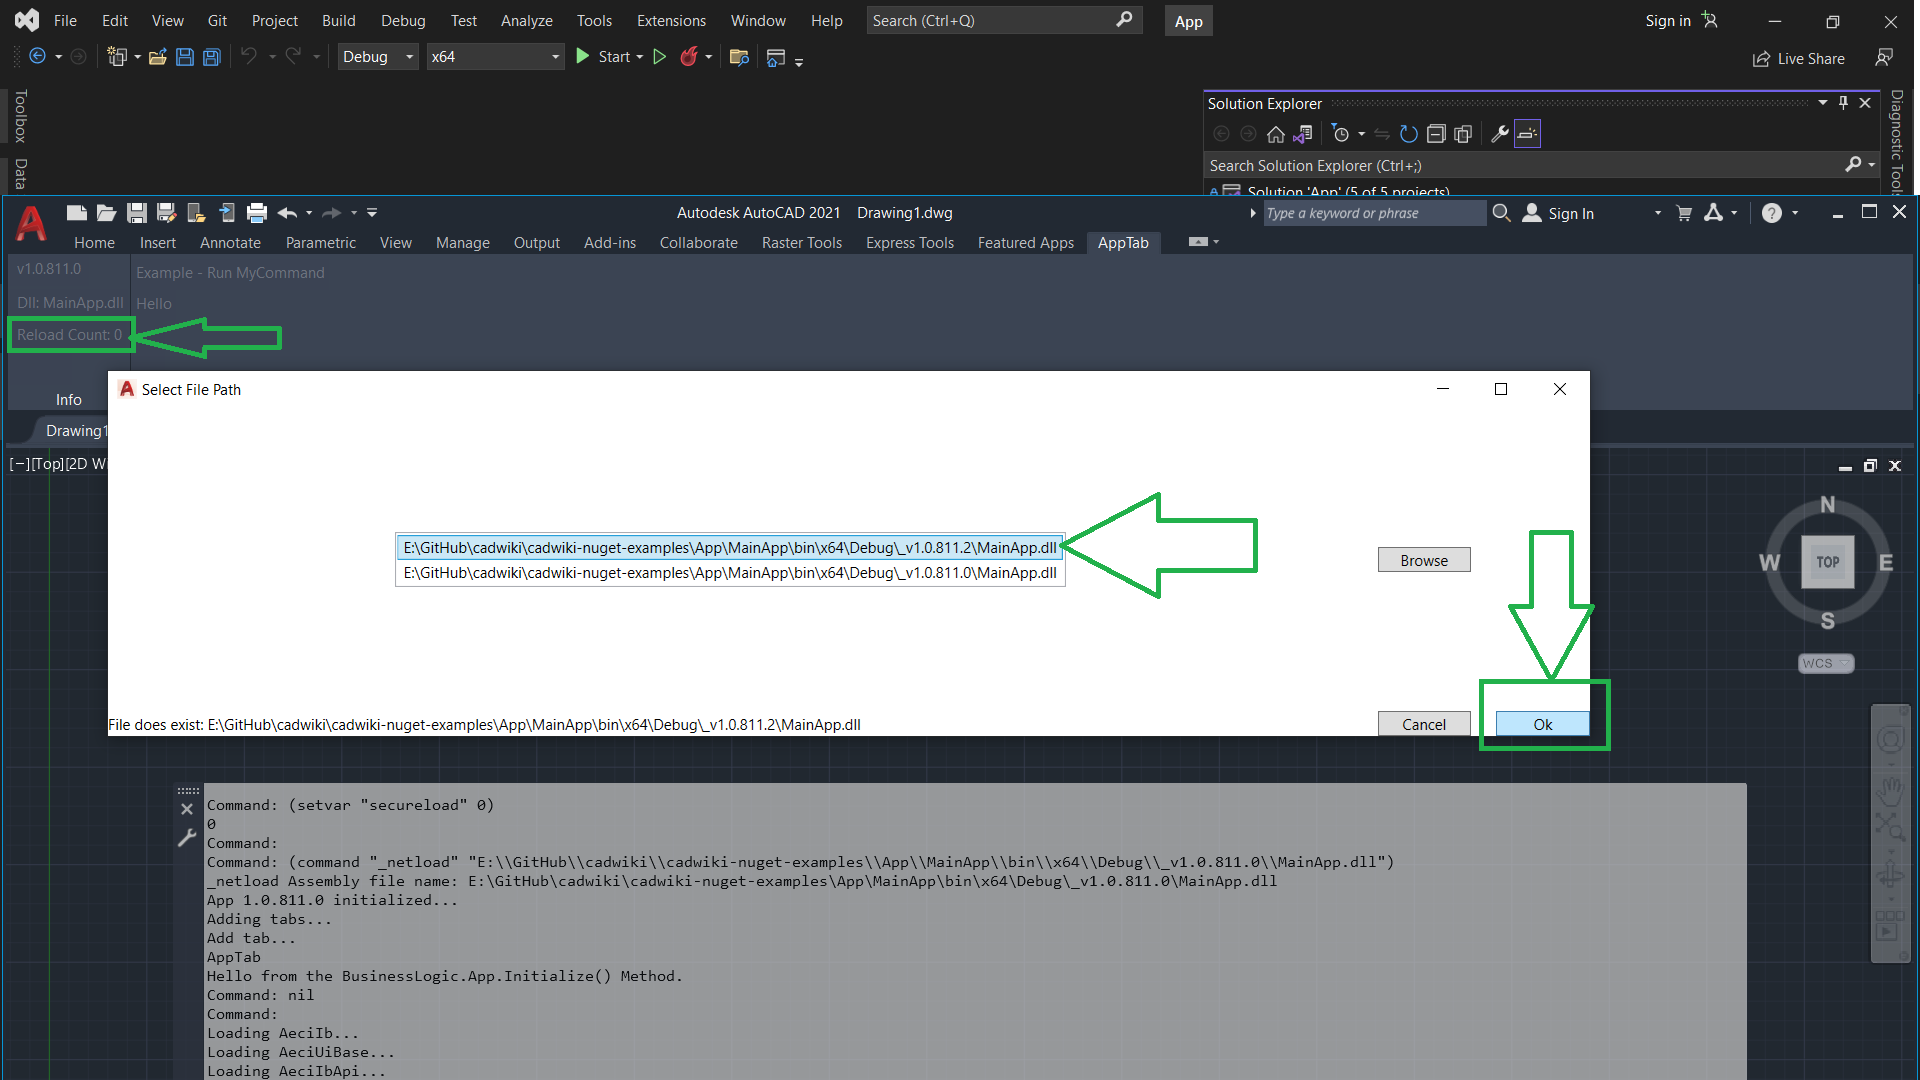 File Edit View Git Project Build Debug Test Analyze Tools Extensions Window Help Search (Ctrl+Q) App Sign in
Debug x64 Start Live Share
Toolbox
Data
Solution Explorer
Search Solution Explorer (Ctrl+;)
Solution 'App' (5 of 5 projects)
Diagnostic Tools
Autodesk AutoCAD 2021 Drawing1.dwg Type a keyword or phrase Sign In
Home Insert Annotate Parametric View Manage Output Add-ins Collaborate Raster Tools Express Tools Featured Apps AppTab
v1.0.811.0 Example - Run MyCommand
Dll: MainApp.dll Hello
Reload Count: 0
Info
Drawing1
[−][Top][2D W
Select File Path
E:\GitHub\cadwiki\cadwiki-nuget-examples\App\MainApp\bin\x64\Debug\_v1.0.811.2\MainApp.dll
E:\GitHub\cadwiki\cadwiki-nuget-examples\App\MainApp\bin\x64\Debug\_v1.0.811.0\MainApp.dll
Browse
File does exist: E:\GitHub\cadwiki\cadwiki-nuget-examples\App\MainApp\bin\x64\Debug\_v1.0.811.2\MainApp.dll
Cancel Ok
N
W TOP E
S
WCS
Command: (setvar "secureload" 0)
0
Command:
Command: (command "_netload" "E:\\GitHub\\cadwiki\\cadwiki-nuget-examples\\App\\MainApp\\bin\\x64\\Debug\\_v1.0.811.0\\MainApp.dll")
_netload Assembly file name: E:\GitHub\cadwiki\cadwiki-nuget-examples\App\MainApp\bin\x64\Debug\_v1.0.811.0\MainApp.dll
App 1.0.811.0 initialized...
Adding tabs...
Add tab...
AppTab
Hello from the BusinessLogic.App.Initialize() Method.
Command: nil
Command:
Loading AeciIb...
Loading AeciUiBase...
Loading AeciIbApi...